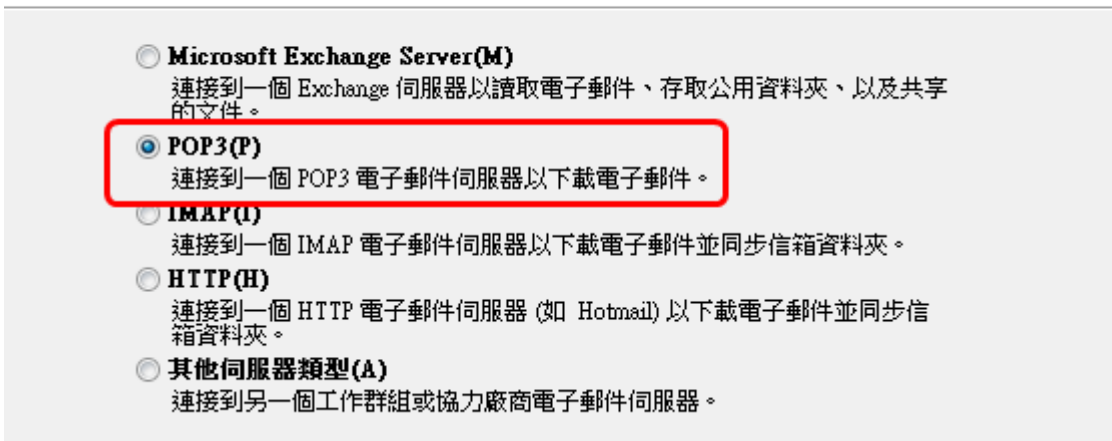 Microsoft Exchange Server(M)
連接到一個 Exchange 伺服器以讀取電子郵件、存取公用資料夾、以及共享
的文件。
POP3(P)
連接到一個 POP3 電子郵件伺服器以下載電子郵件。
IMAP(I)
連接到一個 IMAP 電子郵件伺服器以下載電子郵件並同步信箱資料夾。
HTTP(H)
連接到一個 HTTP 電子郵件伺服器 (如 Hotmail) 以下載電子郵件並同步信
箱資料夾。
其他伺服器類型(A)
連接到另一個工作群組或協力廠商電子郵件伺服器。